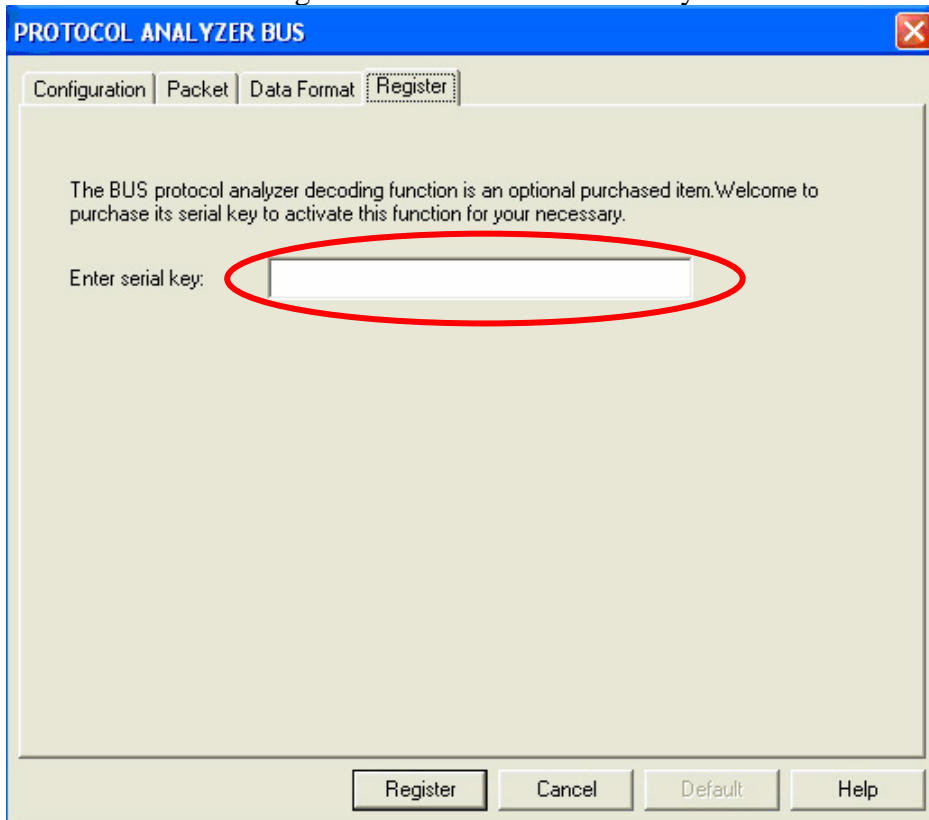 PROTOCOL ANALYZER BUS
Configuration Packet Data Format Register
The BUS protocol analyzer decoding function is an optional purchased item.Welcome to
purchase its serial key to activate this function for your necessary.
Enter serial key:
Register Cancel Default Help